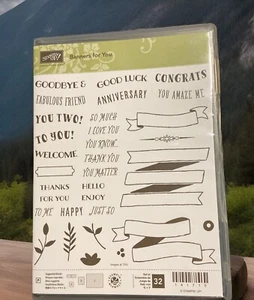 Banners for You
GOODBYE &
GOOD LUCK
CONGRATS
FABULOUS FRIEND
ANNIVERSARY
YOU AMAZE ME
YOU TWO!
TO YOU!
WELCOME
SO MUCH
I LOVE YOU
YOU KNOW...
THANK YOU
YOU MATTER
THANKS
HELLO
FOR YOU
ENJOY
TO ME
HAPPY
JUST SO
32